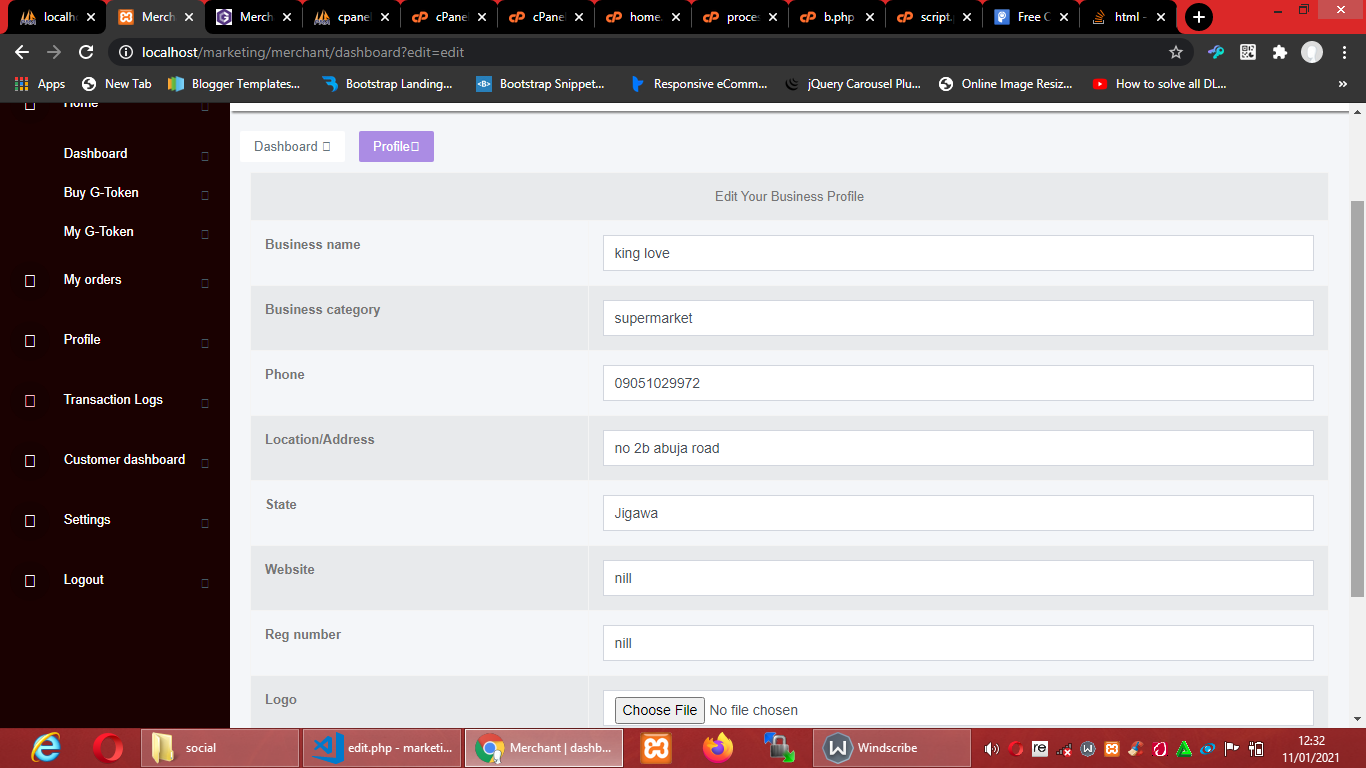 localh
Merch
Merch
cpanel
cPane
cPane
home.
proce
b.php
script.
Free C
html -
localhost/marketing/merchant/dashboard?edit=edit
Apps
New Tab
Blogger Templates...
Bootstrap Landing...
Bootstrap Snippet...
Responsive eComm...
jQuery Carousel Plu...
Online Image Resiz...
How to solve all DL...
Home
Dashboard
Buy G-Token
My G-Token
My orders
Profile
Transaction Logs
Customer dashboard
Settings
Logout
Dashboard
Profile
Edit Your Business Profile
Business name
king love
Business category
supermarket
Phone
09051029972
Location/Address
no 2b abuja road
State
Jigawa
Website
nill
Reg number
nill
Logo
Choose File No file chosen
social
edit.php - marketi...
Merchant | dashb...
Windscribe
re
12:32
11/01/2021